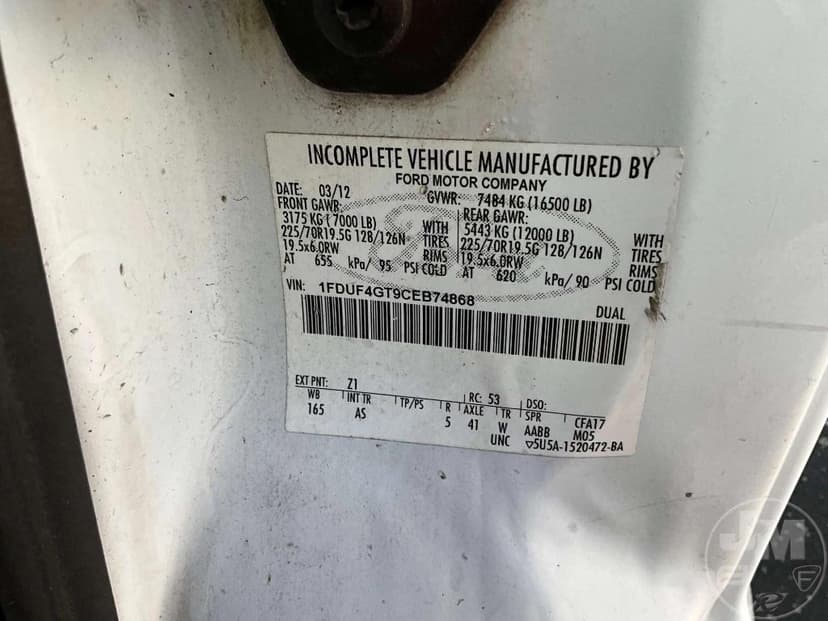 INCOMPLETE VEHICLE MANUFACTURED BY
FORD MOTOR COMPANY
DATE: 03/12 GVWR: 7484 KG (16500 LB)
FRONT GAWR: REAR GAWR:
3175 KG (7000 LB) WITH 5443 KG (12000 LB) WITH
225/70R19.5G 128/126N TIRES 225/70R19.5G 128/126N TIRES
19.5x6.0RW RIMS 19.5x6.0RW RIMS
AT 655 kPa/ 95 PSI COLD AT 620 kPa/ 90 PSI COLD
VIN: 1FDUF4GT9CEB74868 DUAL
EXT PNT: Z1 RC: 53 DSO:
WB INT TR TP/PS R AXLE TR SPR CFA17
165 AS 5 41 W AABB M05
UNC ▽5U5A-1520472-BA
JM